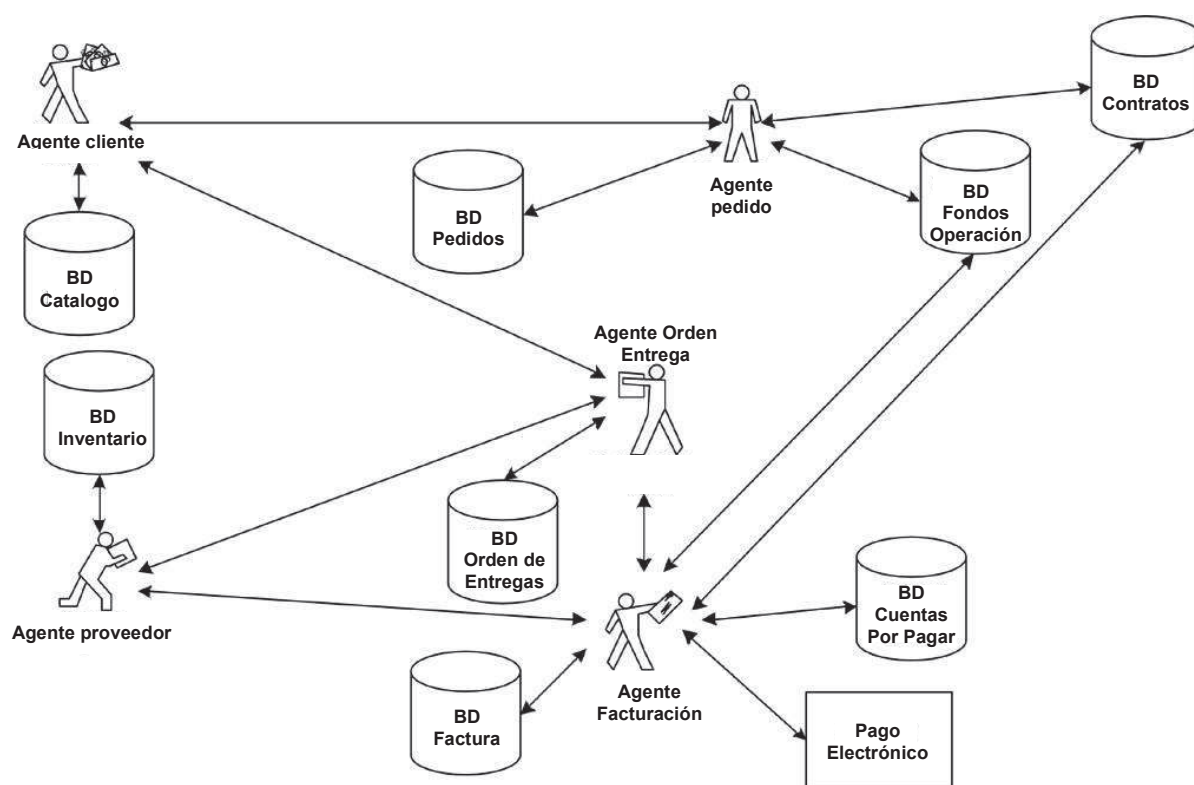 BD
Contratos
Agente cliente
Agente
pedido
BD
Fondos
Operación
BD
Pedidos
BD
Catalogo
Agente Orden
Entrega
BD
Inventario
BD
Orden de
Entregas
BD
Cuentas
Por Pagar
Agente proveedor
Agente
Facturación
BD
Factura
Pago
Electrónico